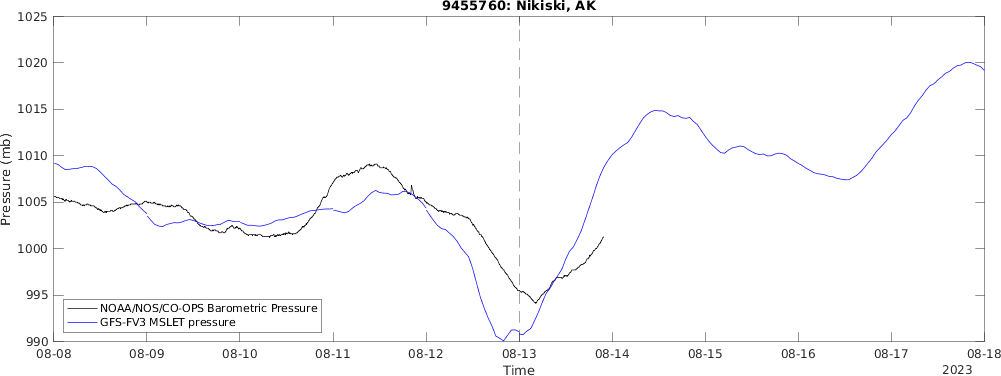 9455760: Nikiski, AK
1025
1020
1015
1010
1005
1000
995
990
Pressure (mb)
NOAA/NOS/CO-OPS Barometric Pressure
GFS-FV3 MSLET pressure
08-08 08-09 08-10 08-11 08-12 08-13 08-14 08-15 08-16 08-17 08-18
Time
2023